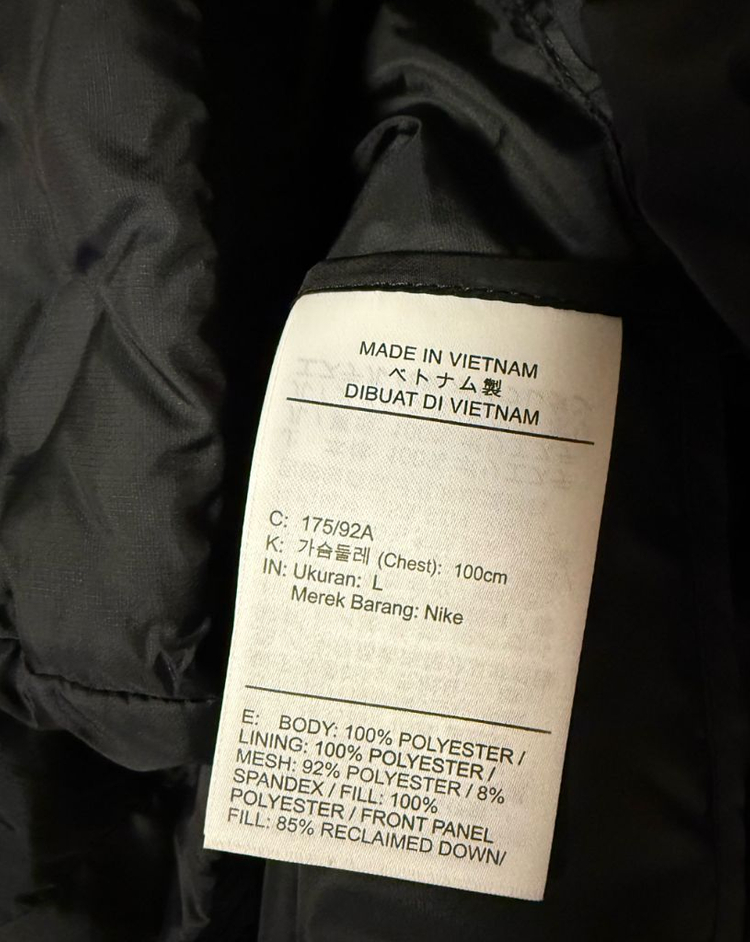 MADE IN VIETNAM
ベトナム製
DIBUAT DI VIETNAM
C: 175/92A
K: 가슴둘레 (Chest): 100cm
IN: Ukuran: L
Merek Barang: Nike
E: BODY: 100% POLYESTER /
LINING: 100% POLYESTER /
MESH: 92% POLYESTER / 8%
SPANDEX / FILL: 100%
POLYESTER / FRONT PANEL
FILL: 85% RECLAIMED DOWN/